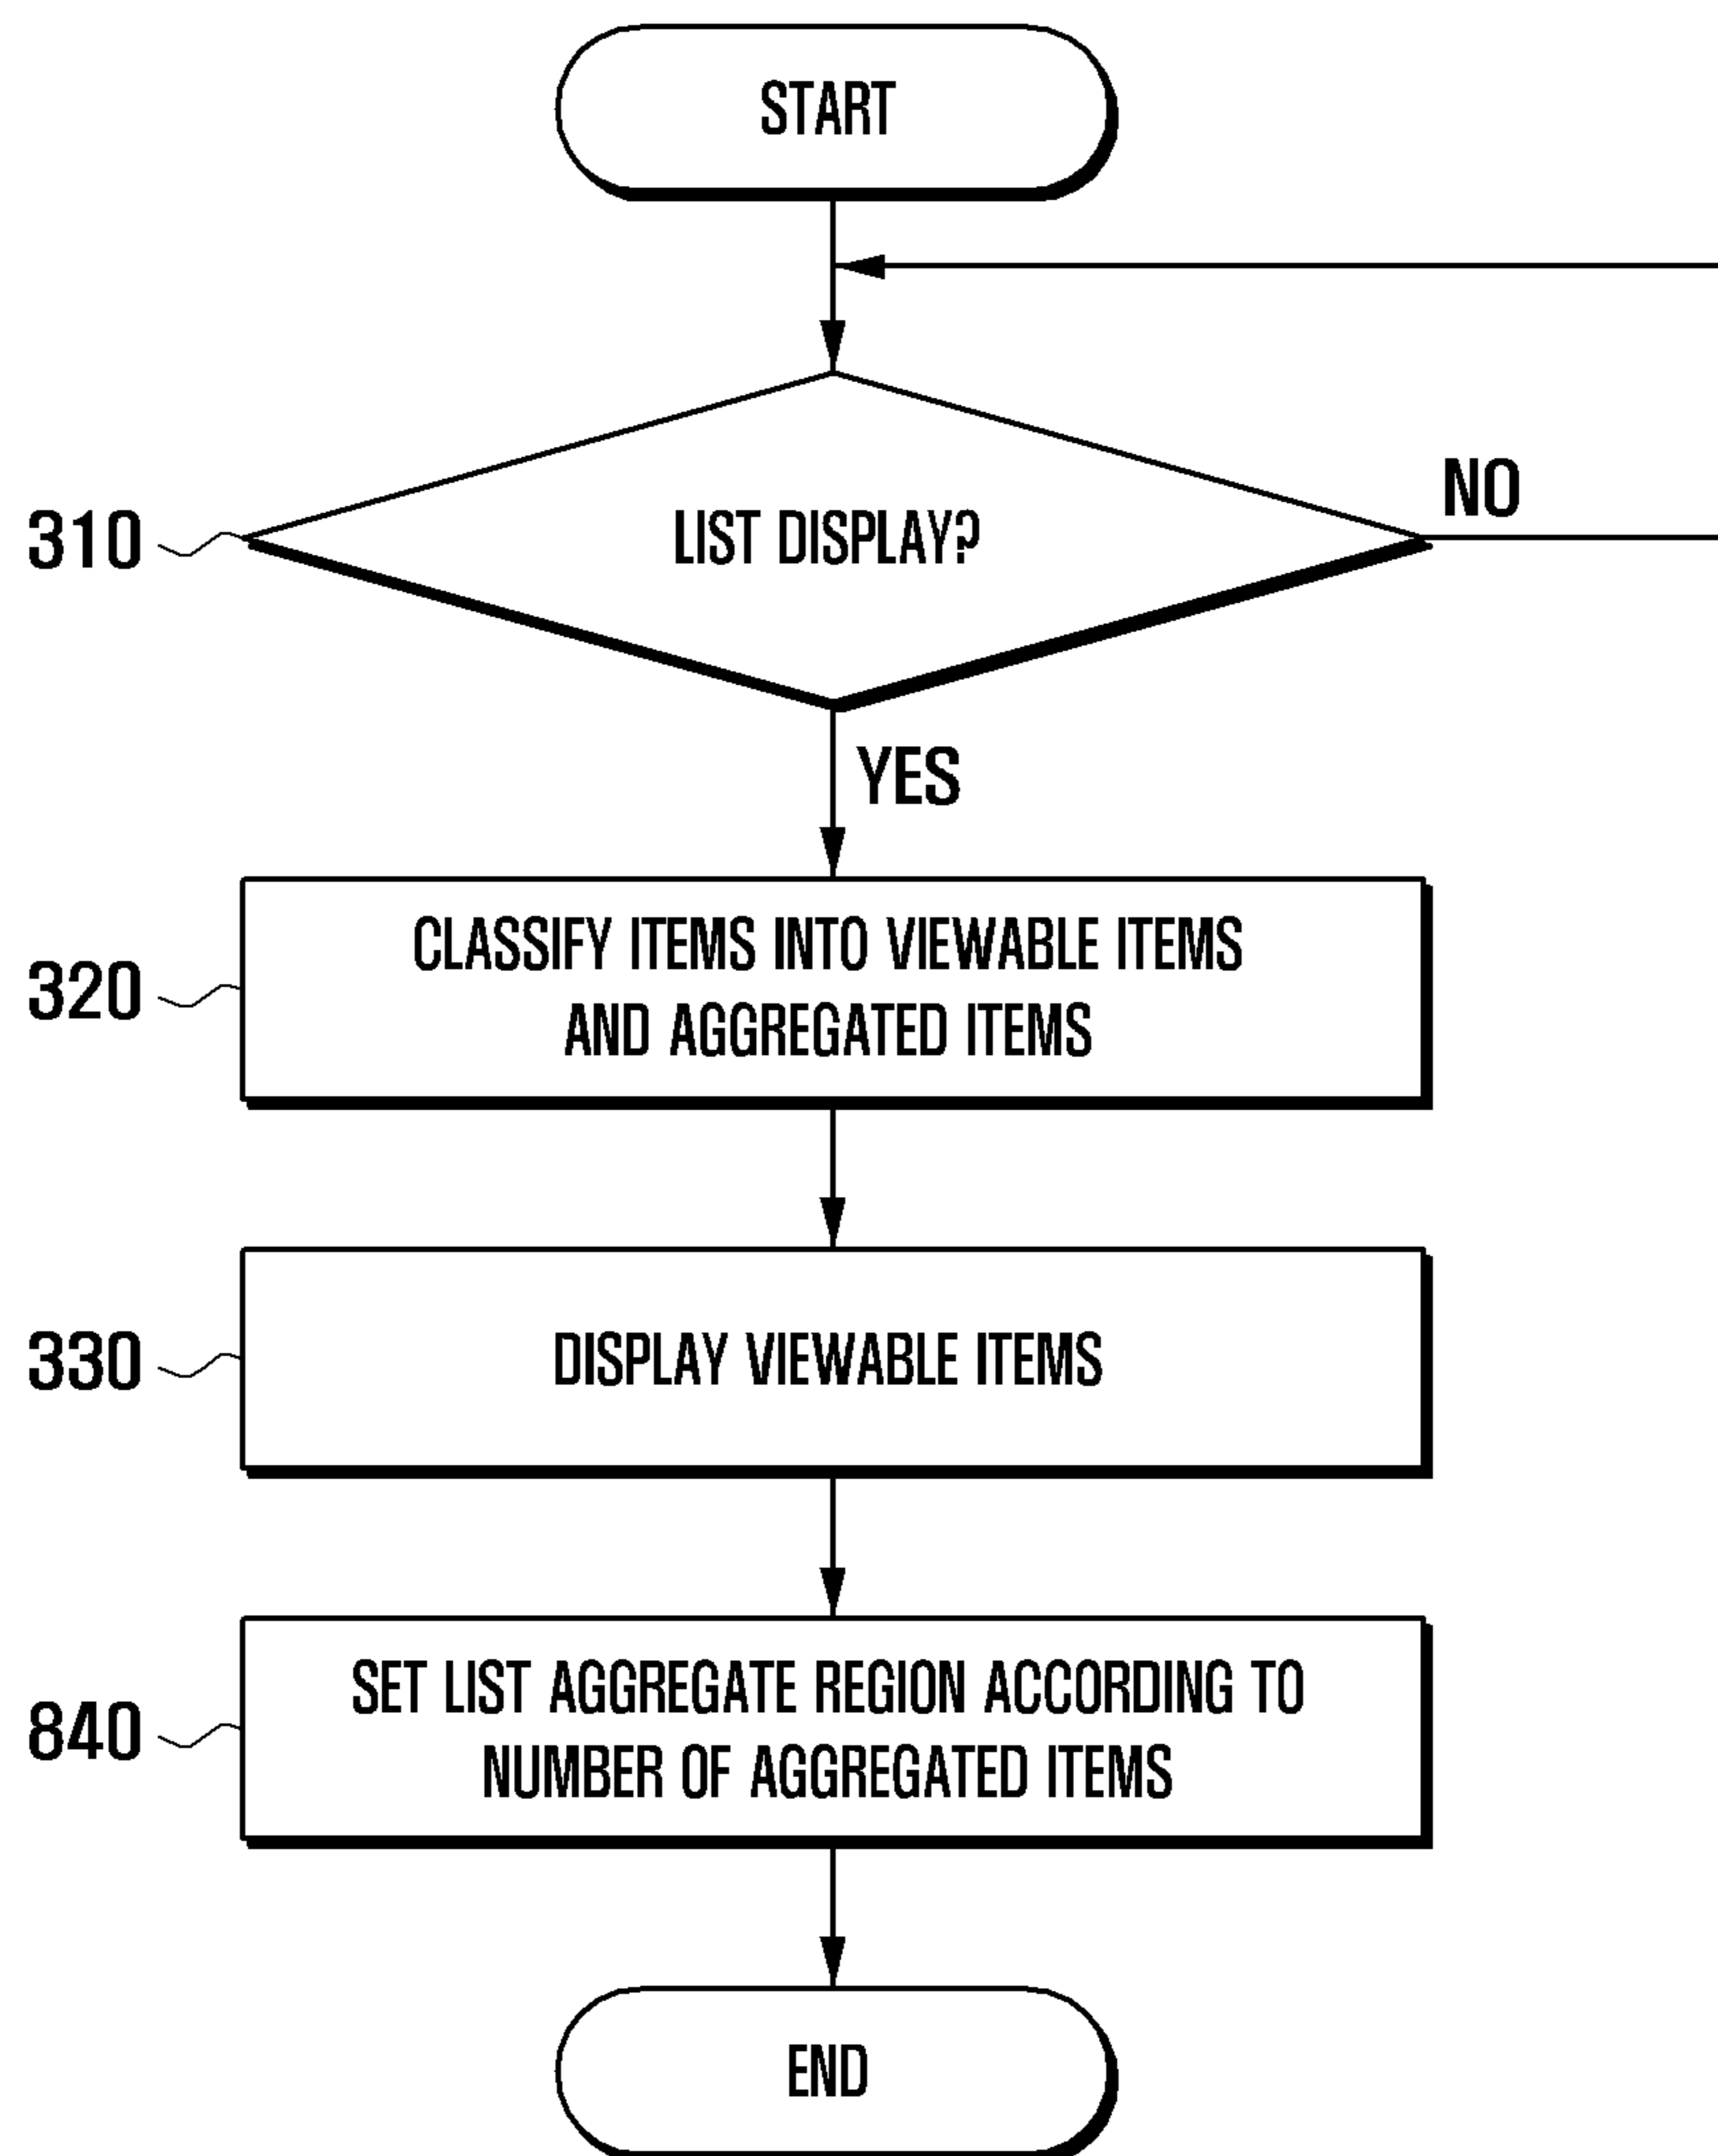 START
310
LIST DISPLAY?
NO
YES
320
CLASSIFY ITEMS INTO VIEWABLE ITEMS
AND AGGREGATED ITEMS
330
DISPLAY VIEWABLE ITEMS
840
SET LIST AGGREGATE REGION ACCORDING TO
NUMBER OF AGGREGATED ITEMS
END